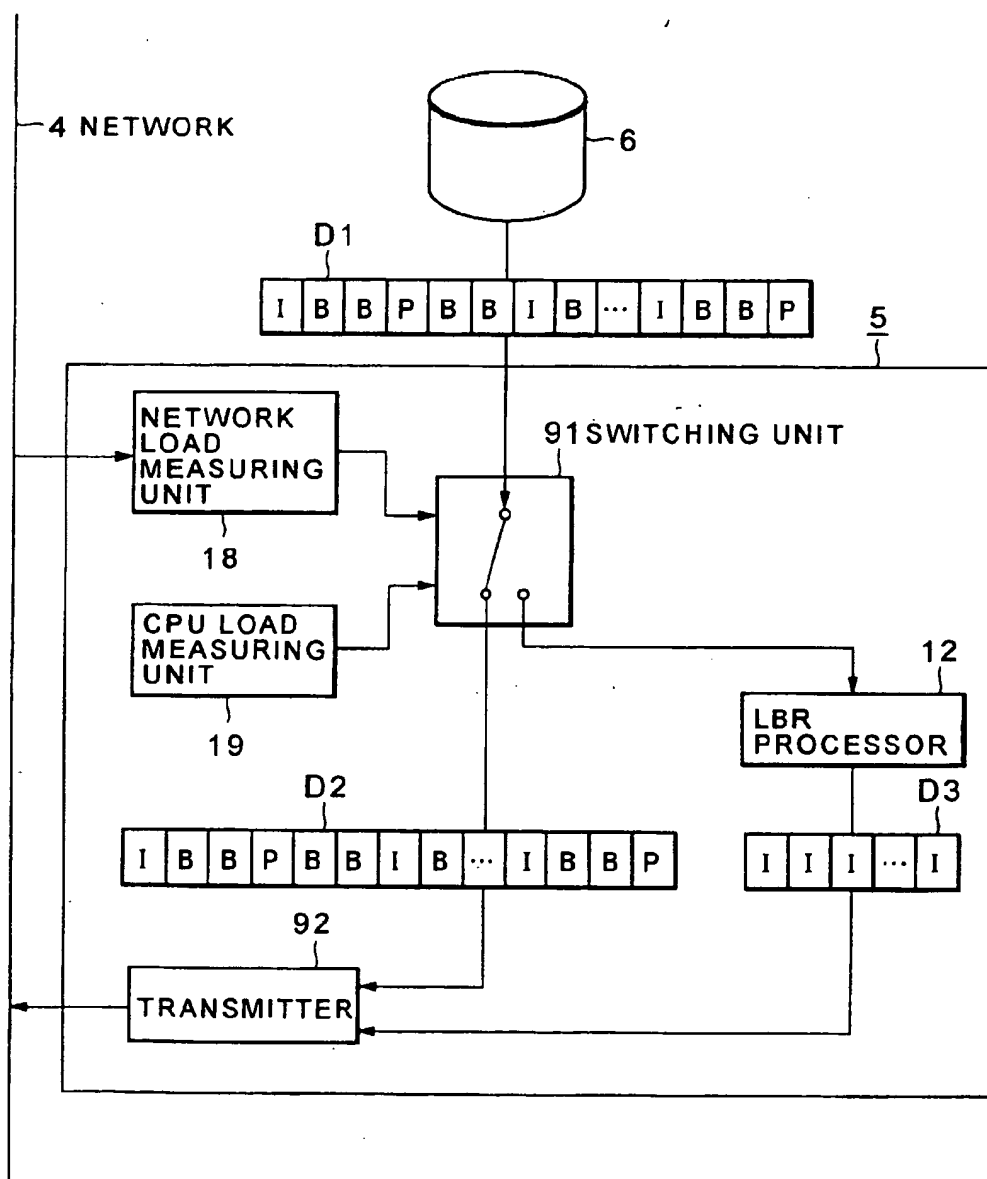 4 NETWORK
6
D1
I B B P B B I B ... I B B P
5
NETWORK
LOAD
MEASURING
UNIT
18
91 SWITCHING UNIT
CPU LOAD
MEASURING
UNIT
19
12
LBR
PROCESSOR
D2
I B B P B B I B ... I B B P
D3
I I I ... I
92
TRANSMITTER